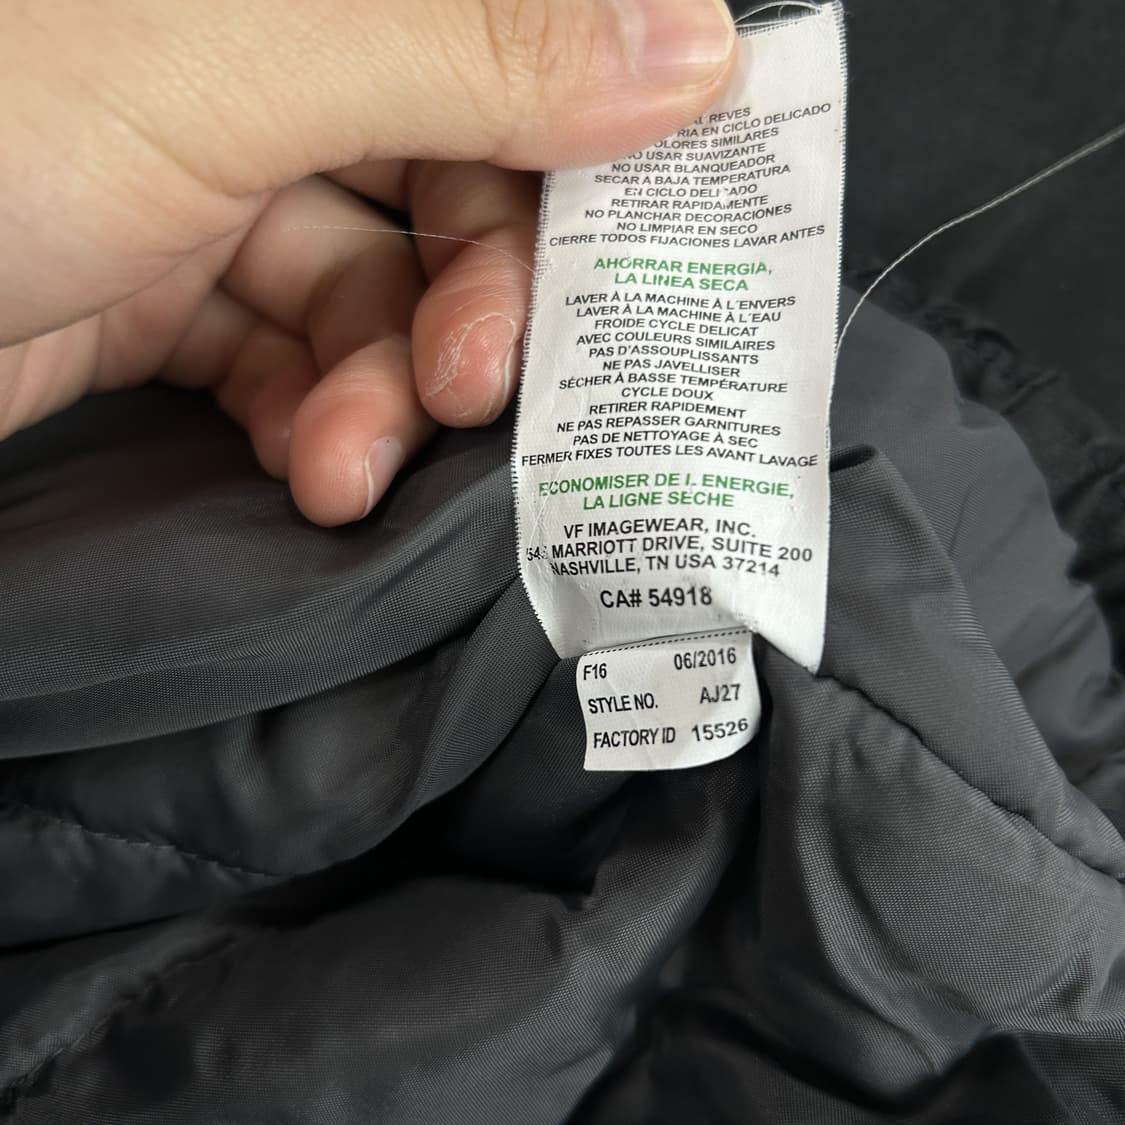 AL REVES
RIA EN CICLO DELICADO
OLORES SIMILARES
NO USAR SUAVIZANTE
NO USAR BLANQUEADOR
SECAR A BAJA TEMPERATURA
EN CICLO DELICADO
RETIRAR RAPIDAMENTE
NO PLANCHAR DECORACIONES
NO LIMPIAR EN SECO
CIERRE TODOS FIJACIONES LAVAR ANTES
AHORRAR ENERGIA,
LA LINEA SECA
LAVER À LA MACHINE À L'ENVERS
LAVER À LA MACHINE À L'EAU
FROIDE CYCLE DELICAT
AVEC COULEURS SIMILAIRES
PAS D'ASSOUPLISSANTS
NE PAS JAVELLISER
SÉCHER À BASSE TEMPÉRATURE
CYCLE DOUX
RETIRER RAPIDEMENT
NE PAS REPASSER GARNITURES
PAS DE NETTOYAGE À SEC
FERMER FIXES TOUTES LES AVANT LAVAGE
ECONOMISER DE L ENERGIE,
LA LIGNE SECHE
VF IMAGEWEAR, INC.
MARRIOTT DRIVE, SUITE 200
NASHVILLE, TN USA 37214
CA# 54918
F16 06/2016
STYLE NO. AJ27
FACTORY ID 15526